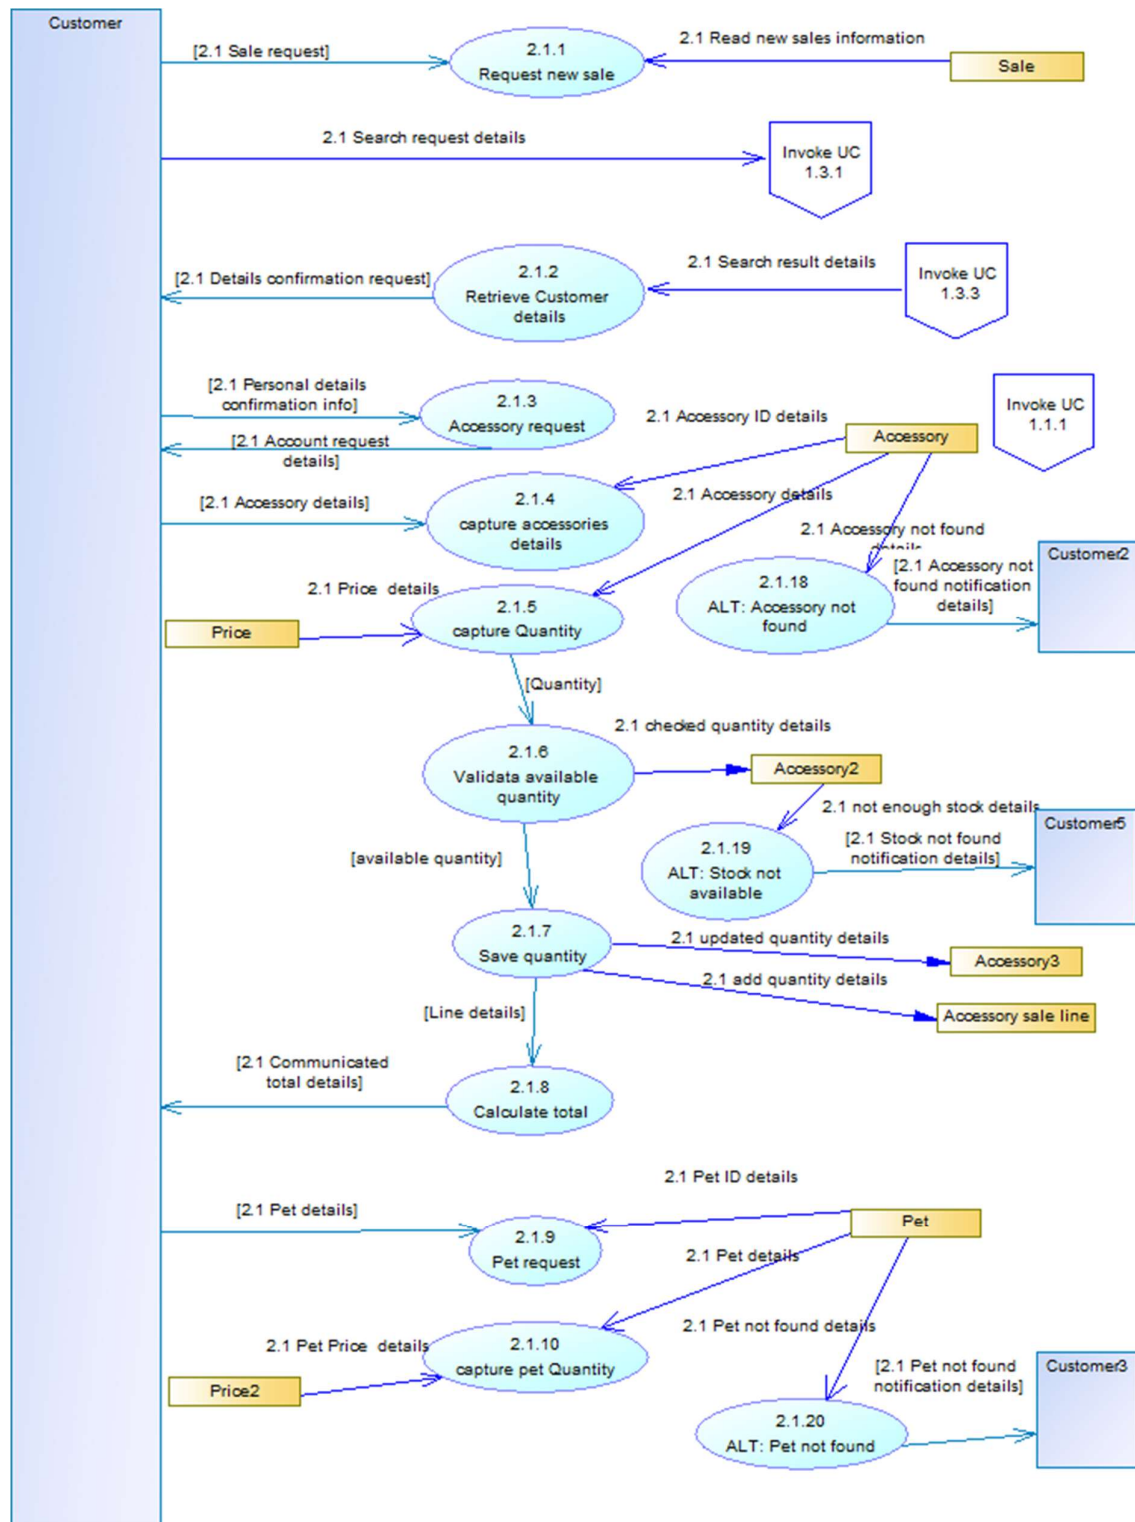 Customer
[2.1 Sale request]
2.1.1
Request new sale
2.1 Read new sales information
Sale
2.1 Search request details
Invoke UC
1.3.1
[2.1 Details confirmation request]
2.1.2
Retrieve Customer
details
2.1 Search result details
Invoke UC
1.3.3
[2.1 Personal details
confirmation info]
2.1.3
Accessory request
[2.1 Account request
details]
2.1 Accessory ID details
Accessory
Invoke UC
1.1.1
[2.1 Accessory details]
2.1.4
capture accessories
details
2.1 Accessory details
2.1 Accessory not found
details
Customer2
2.1.18
ALT: Accessory not
found
[2.1 Accessory not
found notification
details]
2.1 Price  details
Price
2.1.5
capture Quantity
[Quantity]
2.1.6
Validata available
quantity
2.1 checked quantity details
Accessory2
2.1 not enough stock details
Customer5
2.1.19
ALT: Stock not
available
[2.1 Stock not found
notification details]
[available quantity]
2.1.7
Save quantity
2.1 updated quantity details
Accessory3
2.1 add quantity details
Accessory sale line
[Line details]
[2.1 Communicated
total details]
2.1.8
Calculate total
[2.1 Pet details]
2.1.9
Pet request
2.1 Pet ID details
Pet
2.1 Pet details
2.1 Pet Price  details
Price2
2.1.10
capture pet Quantity
2.1 Pet not found details
[2.1 Pet not found
notification details]
Customer3
2.1.20
ALT: Pet not found